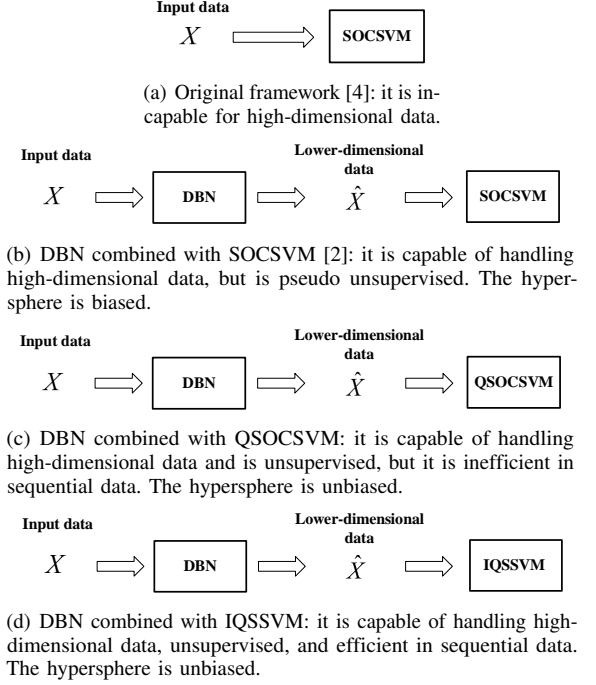 Input data
X
SOCSVM
(a) Original framework [4]: it is in-
capable for high-dimensional data.
Input data
Lower-dimensional
data
X
DBN
X̂
SOCSVM
(b) DBN combined with SOCSVM [2]: it is capable of handling
high-dimensional data, but is pseudo unsupervised. The hyper-
sphere is biased.
Input data
Lower-dimensional
data
X
DBN
X̂
QSOCSVM
(c) DBN combined with QSOCSVM: it is capable of handling
high-dimensional data and is unsupervised, but it is inefficient in
sequential data. The hypersphere is unbiased.
Input data
Lower-dimensional
data
X
DBN
X̂
IQSSVM
(d) DBN combined with IQSSVM: it is capable of handling high-
dimensional data, unsupervised, and efficient in sequential data.
The hypersphere is unbiased.